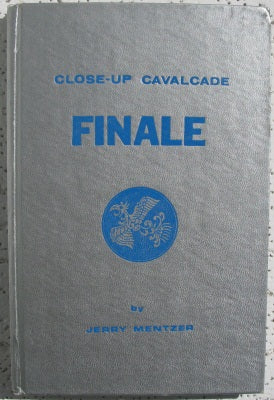 CLOSE-UP CAVALCADE
FINALE
by
JERRY MENTZER